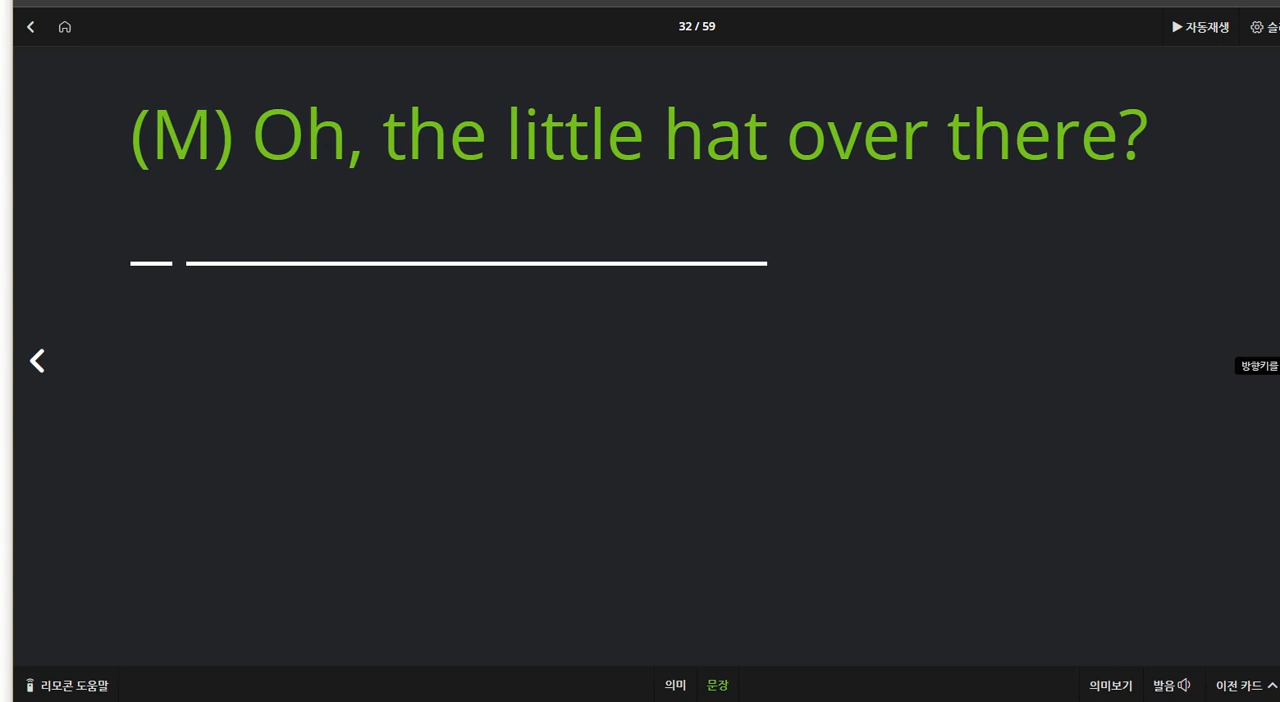 32 / 59
▶ 자동재생
(M) Oh, the little hat over there?
방향키를
리모콘 도움말
의미
문장
의미보기
발음
이전 카드